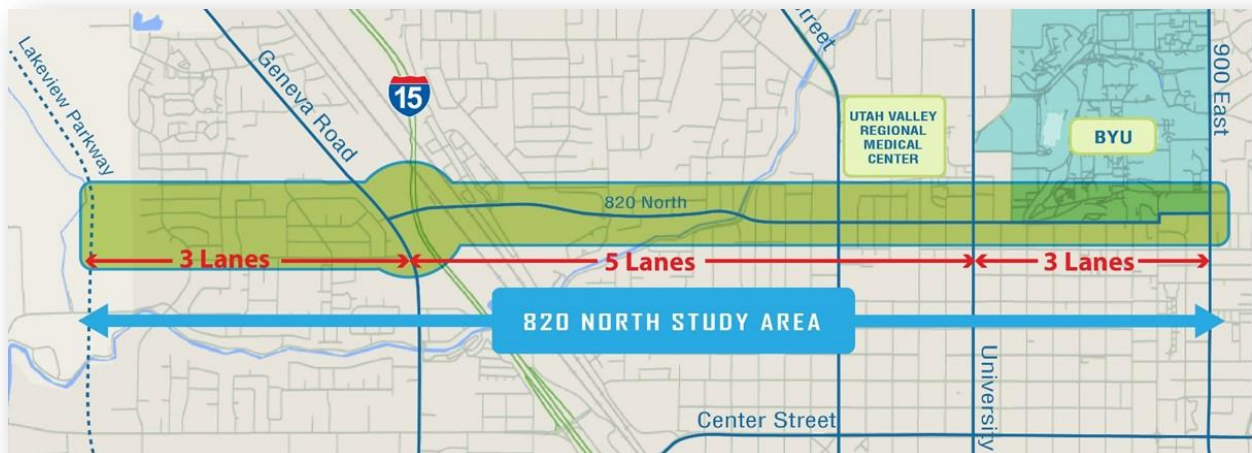 Lakeview Parkway
Geneva Road
15
Street
UTAH VALLEY
REGIONAL
MEDICAL
CENTER
BYU
900 East
820 North
3 Lanes
5 Lanes
3 Lanes
820 NORTH STUDY AREA
University
Center Street